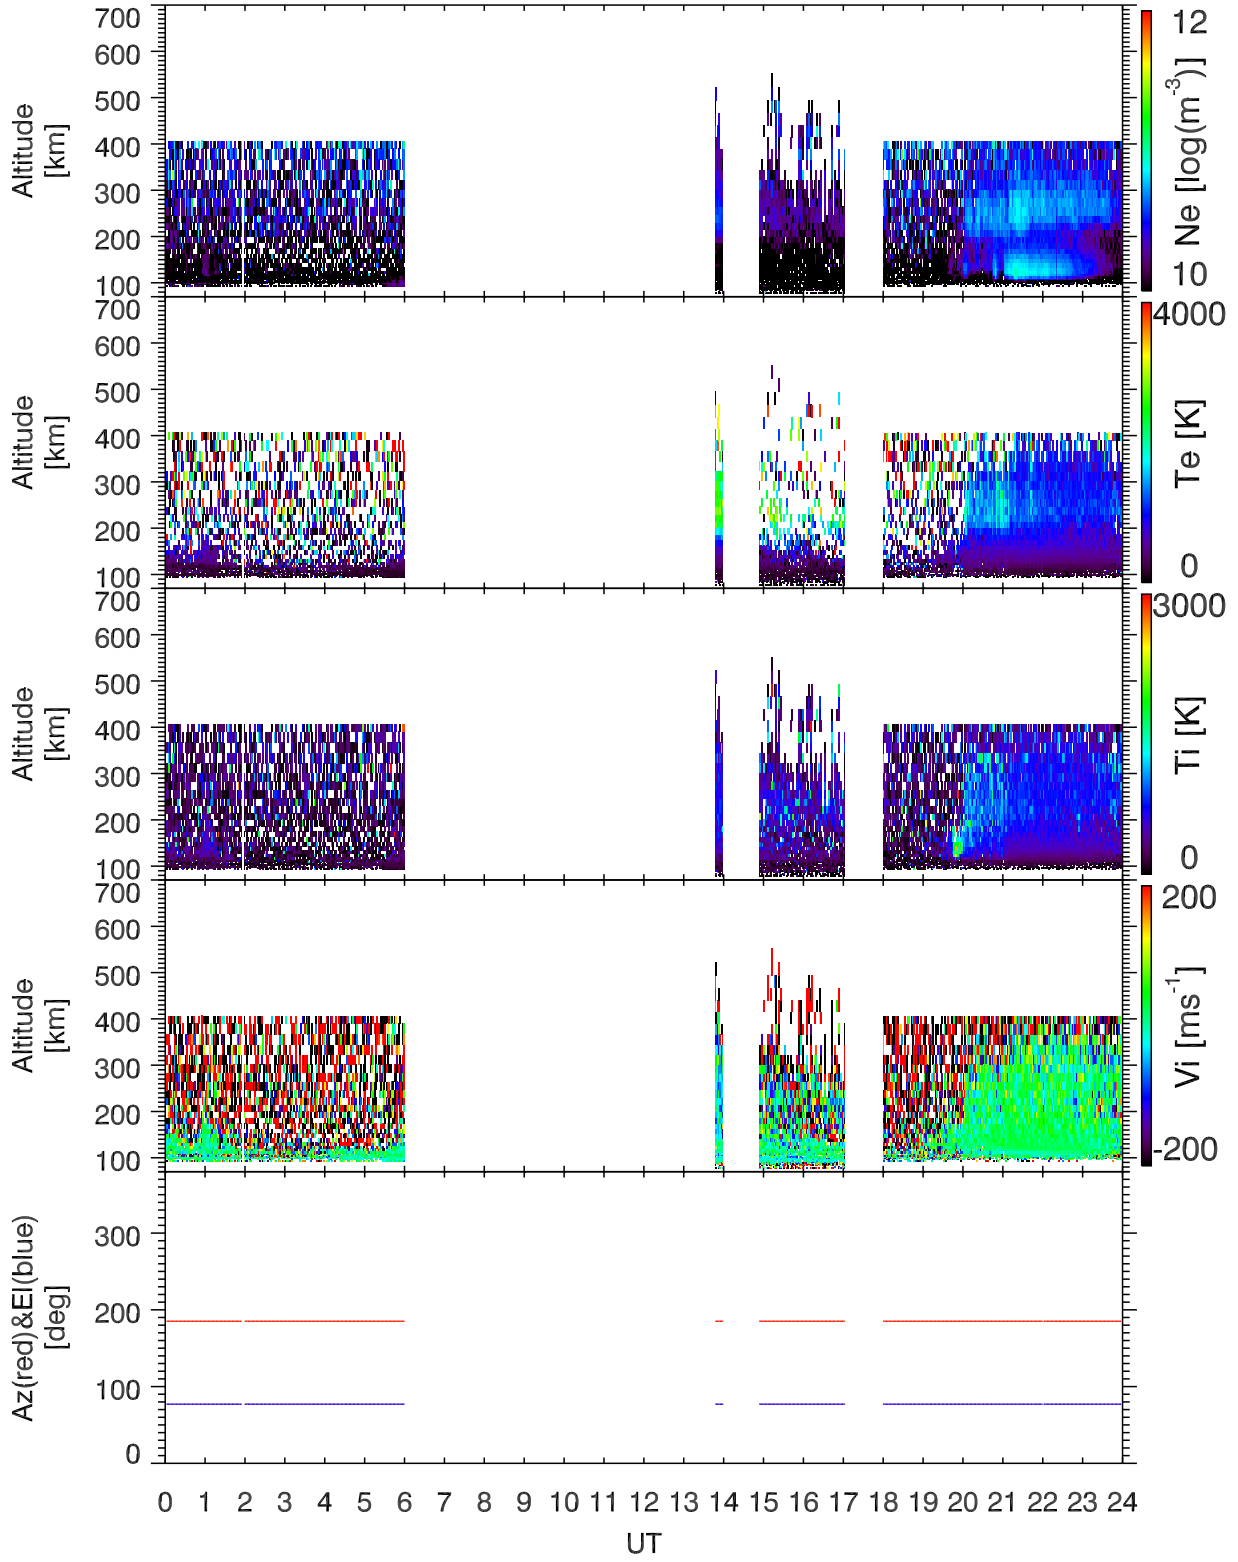 700
600
500
400
300
200
100
Altitude
[km]
12
10
Ne [log(m⁻³)]
700
600
500
400
300
200
100
Altitude
[km]
4000
0
Te [K]
700
600
500
400
300
200
100
Altitude
[km]
3000
0
Ti [K]
700
600
500
400
300
200
100
Altitude
[km]
200
-200
Vi [ms⁻¹]
300
200
100
0
Az(red)&El(blue)
[deg]
0 1 2 3 4 5 6 7 8 9 10 11 12 13 14 15 16 17 18 19 20 21 22 23 24
UT